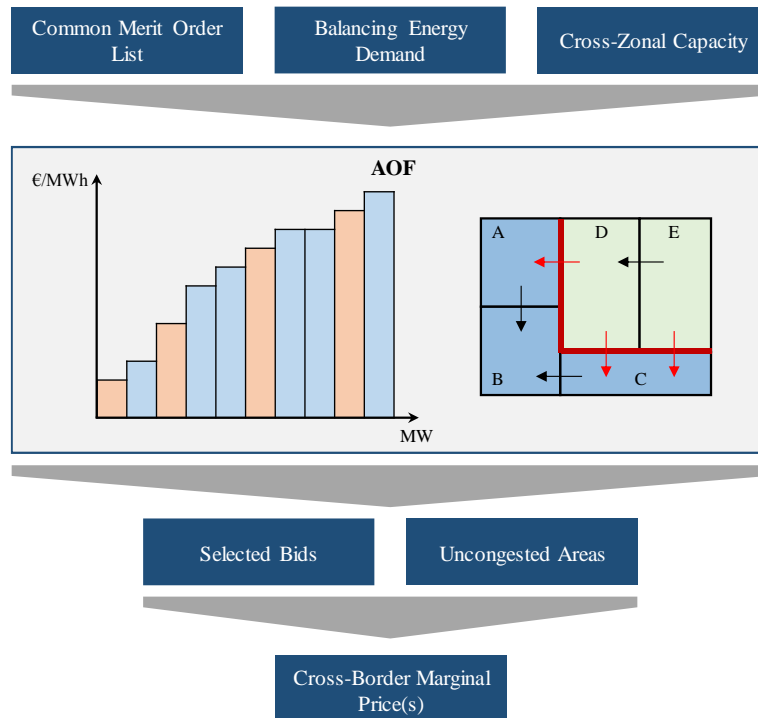 Common Merit Order
List
Balancing Energy
Demand
Cross-Zonal Capacity
AOF
€/MWh
MW
A
D
E
B
C
Selected Bids
Uncongested Areas
Cross-Border Marginal
Price(s)